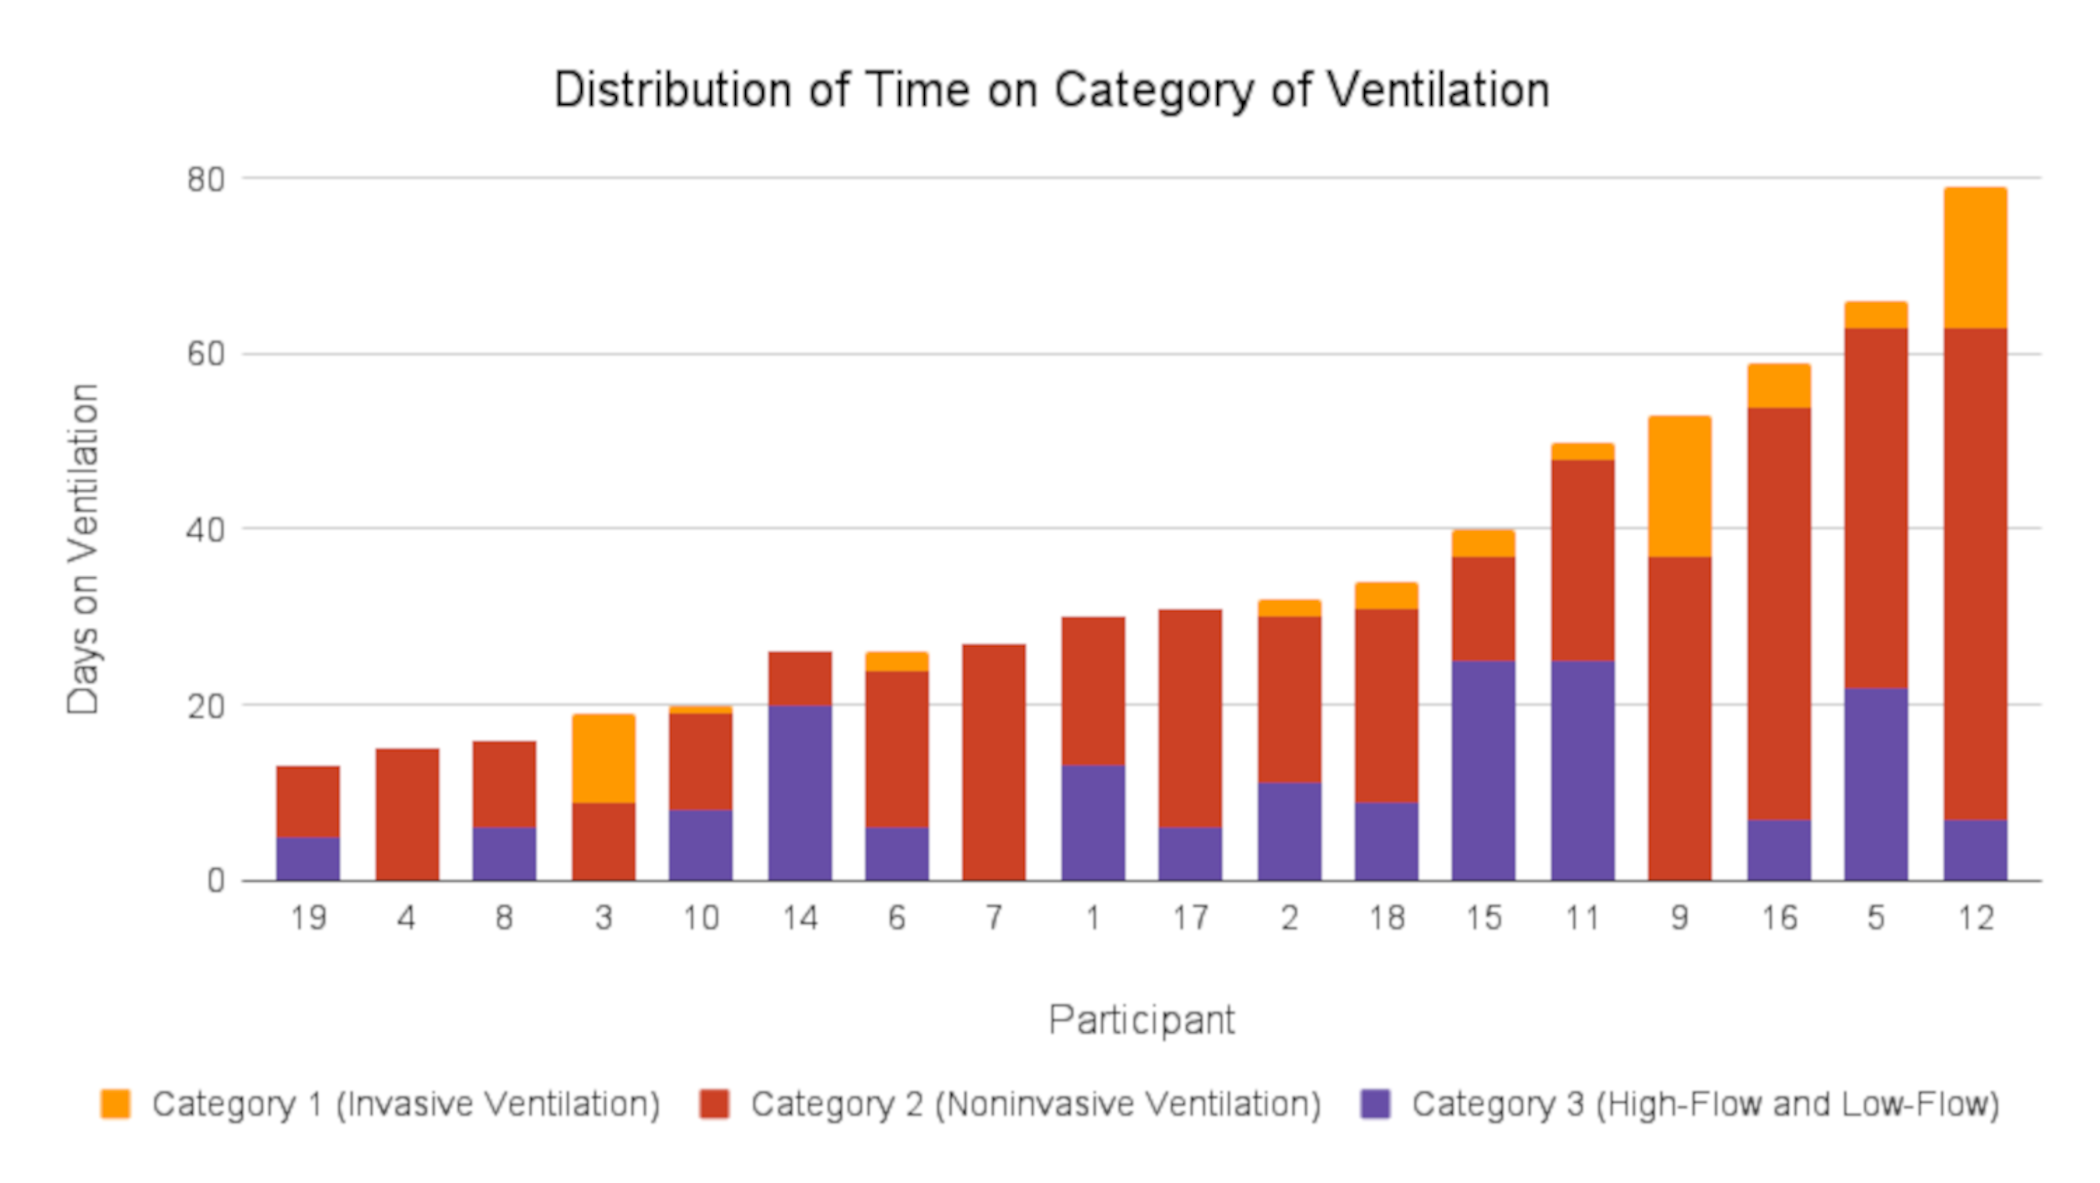 Distribution of Time on Category of Ventilation
80
60
40
20
0
Days on Ventilation
19 4 8 3 10 14 6 7 1 17 2 18 15 11 9 16 5 12
Participant
Category 1 (Invasive Ventilation) Category 2 (Noninvasive Ventilation) Category 3 (High-Flow and Low-Flow)